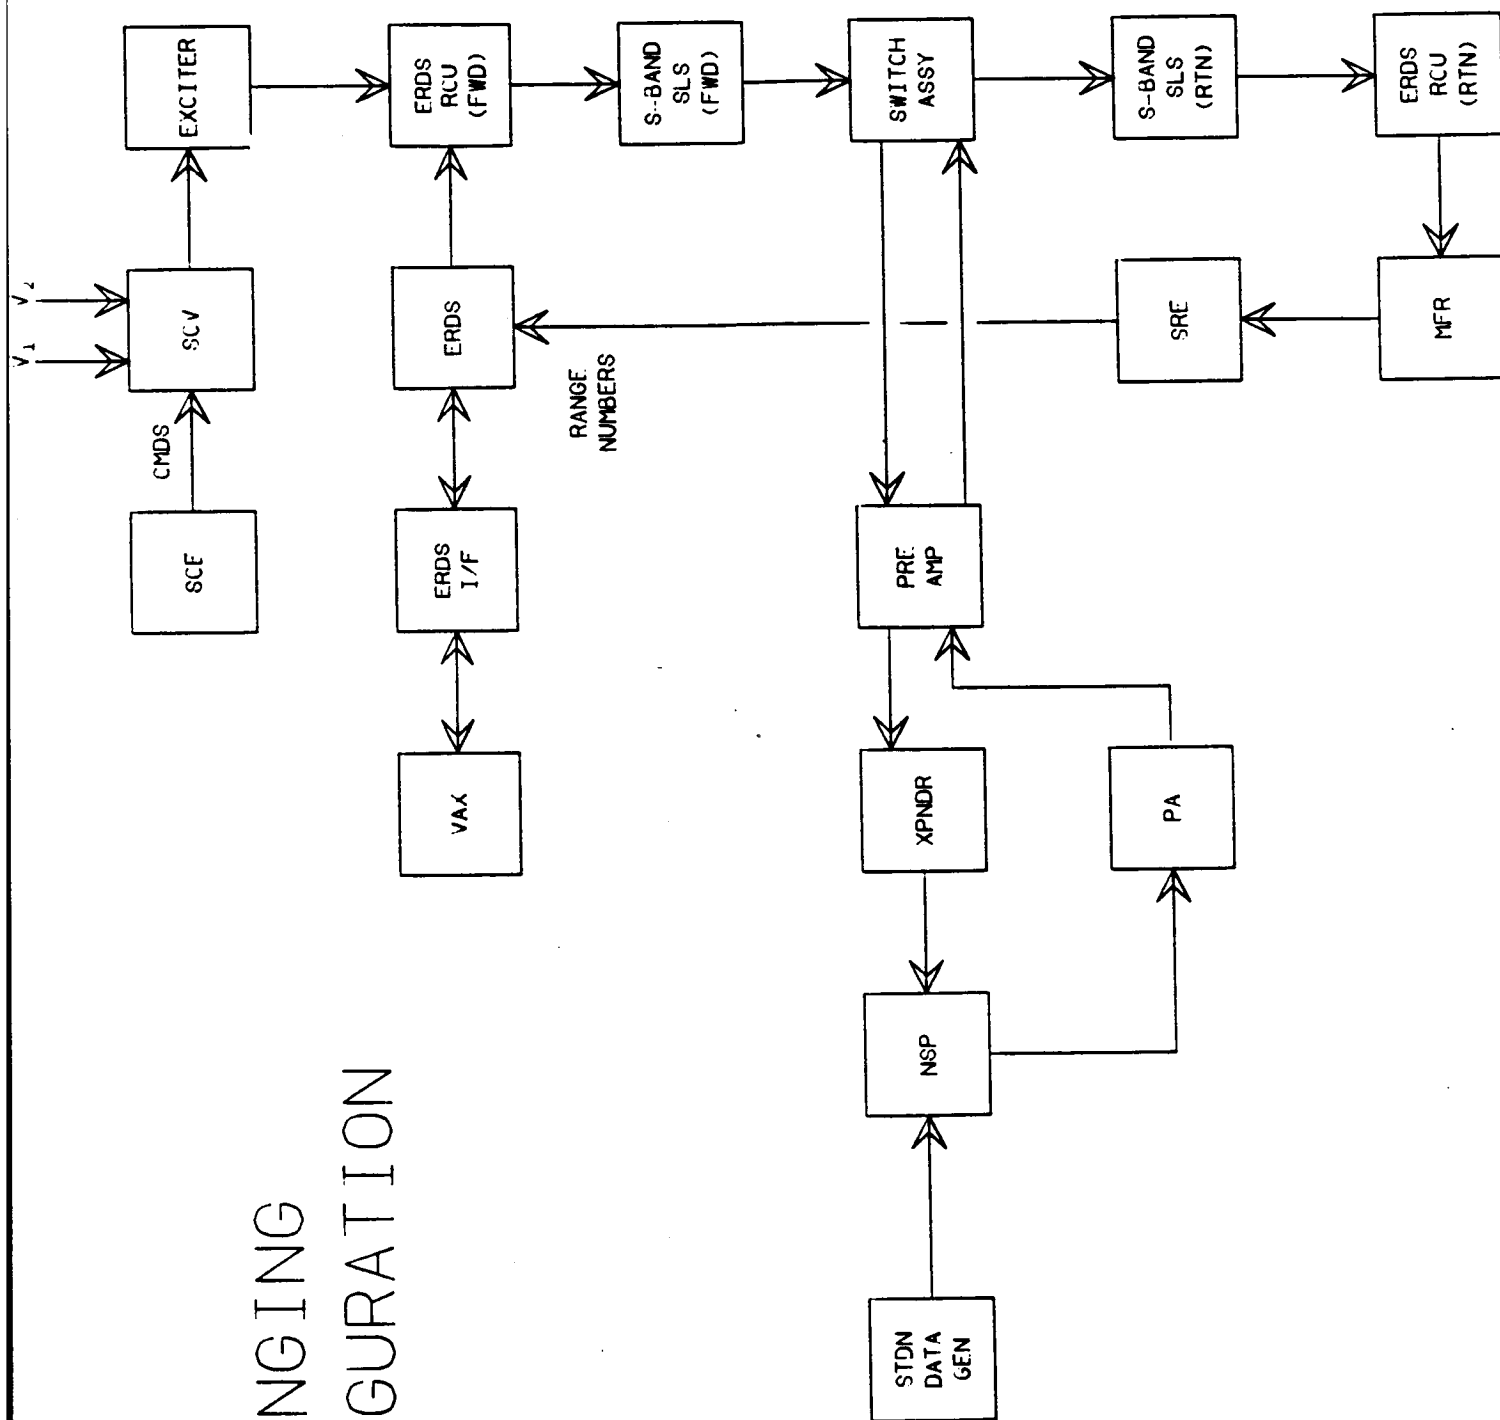 NGING
GURATION
V1
V2
SCE
CMDS
SCV
EXCITER
VAX
ERDS
I/F
ERDS
ERDS
RCU
(FWD)
RANGE
NUMBERS
S-BAND
SLS
(FWD)
STDN
DATA
GEN
NSP
XPNDR
PRE
AMP
SWITCH
ASSY
PA
SRE
S-BAND
SLS
(RTN)
MFR
ERDS
RCU
(RTN)